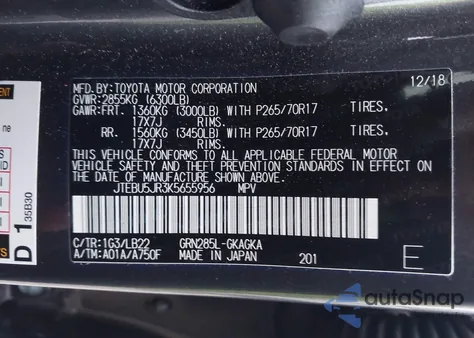 MFD.BY:TOYOTA MOTOR CORPORATION 12/18
GVWR:2855KG (6300LB)
GAWR:FRT. 1360KG (3000LB) WITH P265/70R17 TIRES,
17X7J RIMS.
RR. 1560KG (3450LB) WITH P265/70R17 TIRES,
17X7J RIMS.
THIS VEHICLE CONFORMS TO ALL APPLICABLE FEDERAL MOTOR
VEHICLE SAFETY AND THEFT PREVENTION STANDARDS IN EFFECT ON
THE DATE OF MANUFACTURE SHOWN ABOVE.
JTEBU5JR3K5655956 MPV
C/TR:1G3/LB22 GRN285L-GKAGKA
A/TM:A01A/A750F MADE IN JAPAN 201
E
ne
D 1
35B30
autoSnap